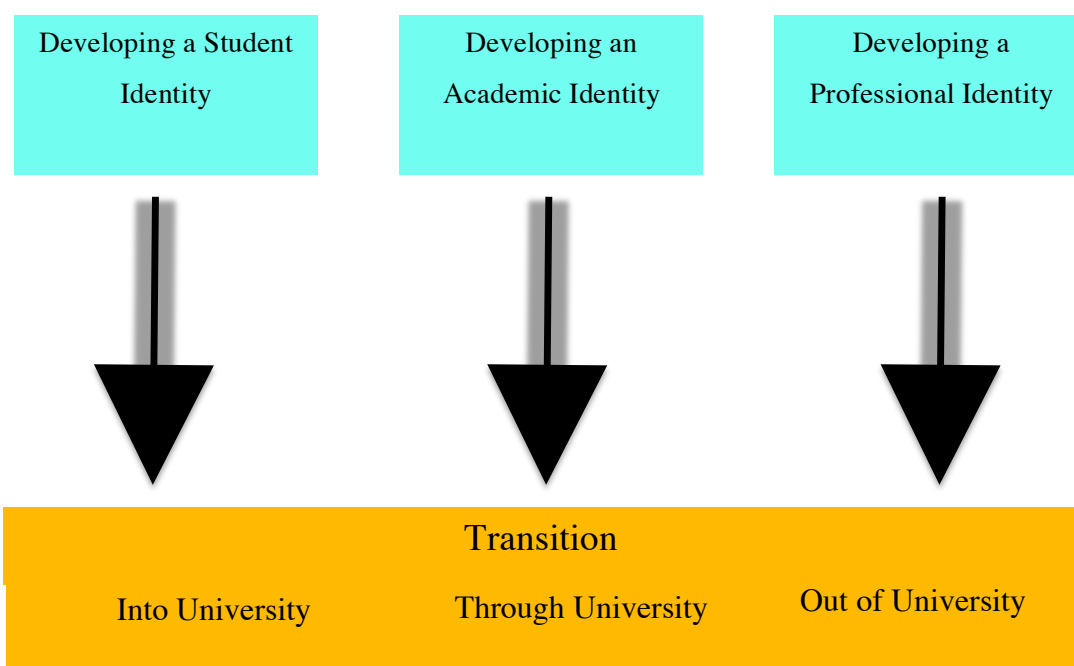 Developing a Student
Identity
Developing an
Academic Identity
Developing a
Professional Identity
Transition
Into University
Through University
Out of University